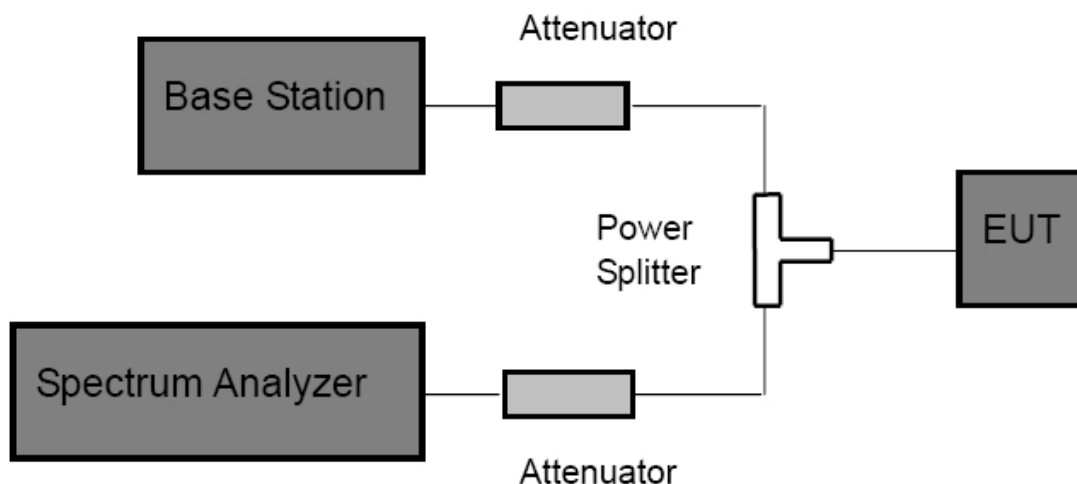 Attenuator
Base Station
Power
Splitter
EUT
Spectrum Analyzer
Attenuator